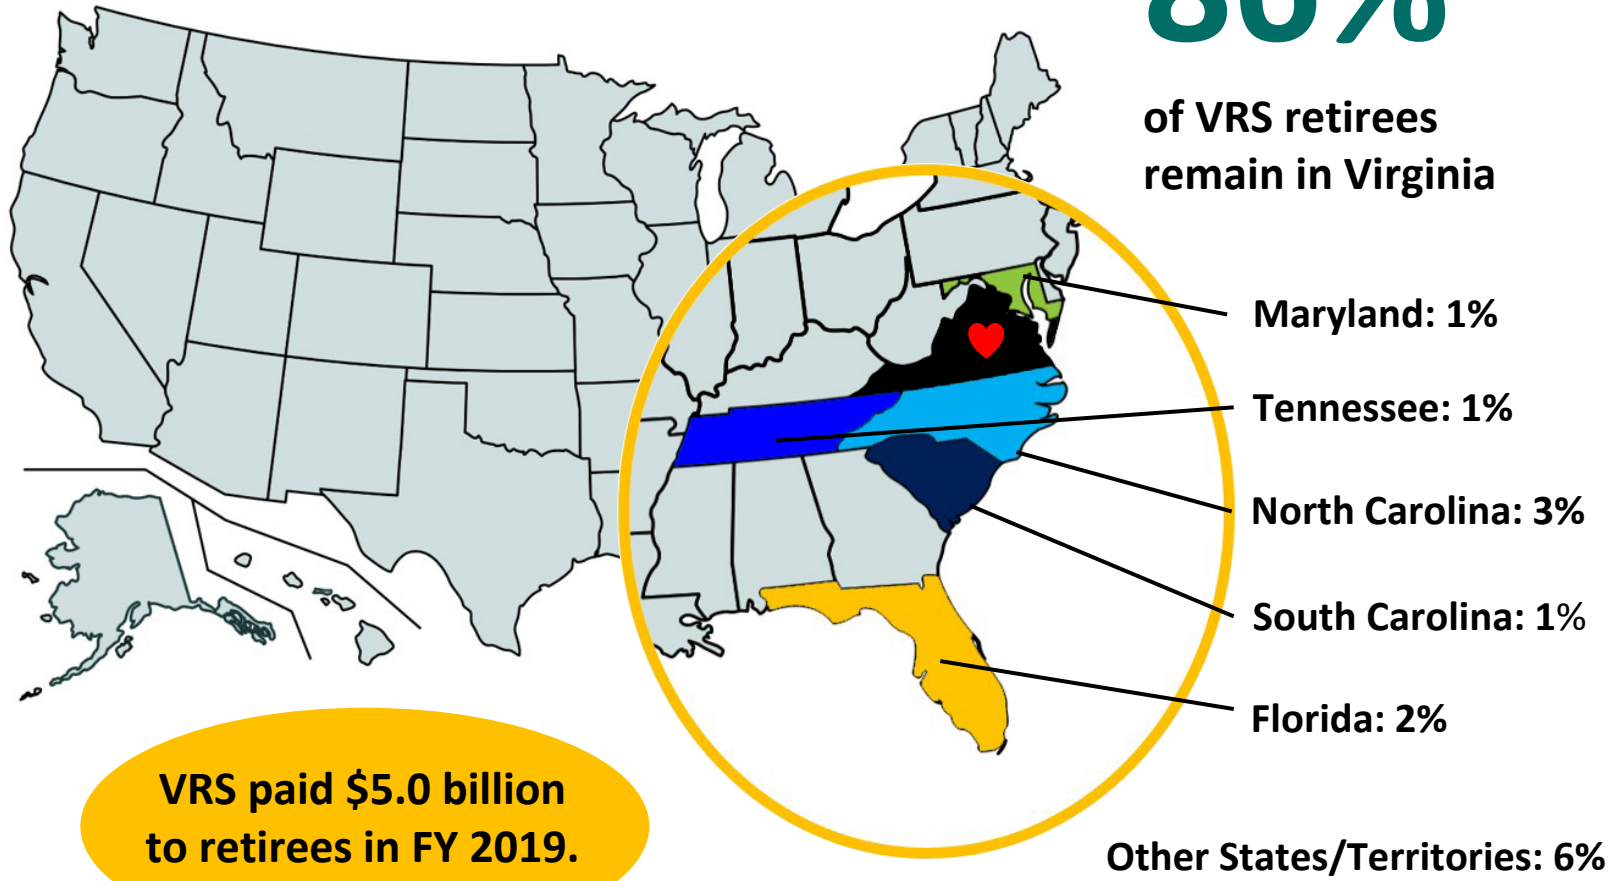 86%
of VRS retirees
remain in Virginia
Maryland: 1%
Tennessee: 1%
North Carolina: 3%
South Carolina: 1%
Florida: 2%
VRS paid $5.0 billion
to retirees in FY 2019.
Other States/Territories: 6%